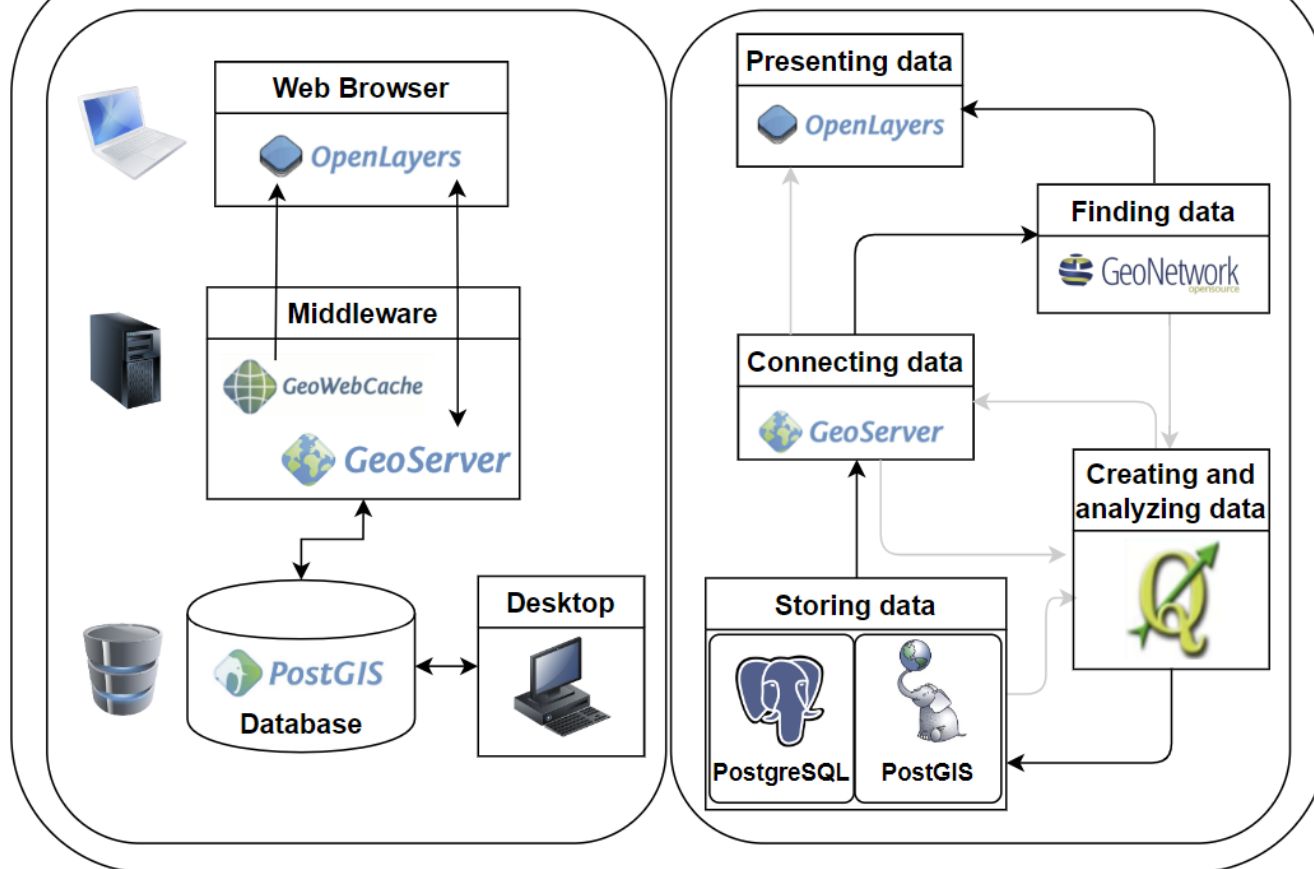 Web Browser
OpenLayers
Middleware
GeoWebCache
GeoServer
PostGIS
Database
Desktop
Presenting data
OpenLayers
Finding data
GeoNetwork
opensource
Connecting data
GeoServer
Creating and
analyzing data
Storing data
PostgreSQL
PostGIS